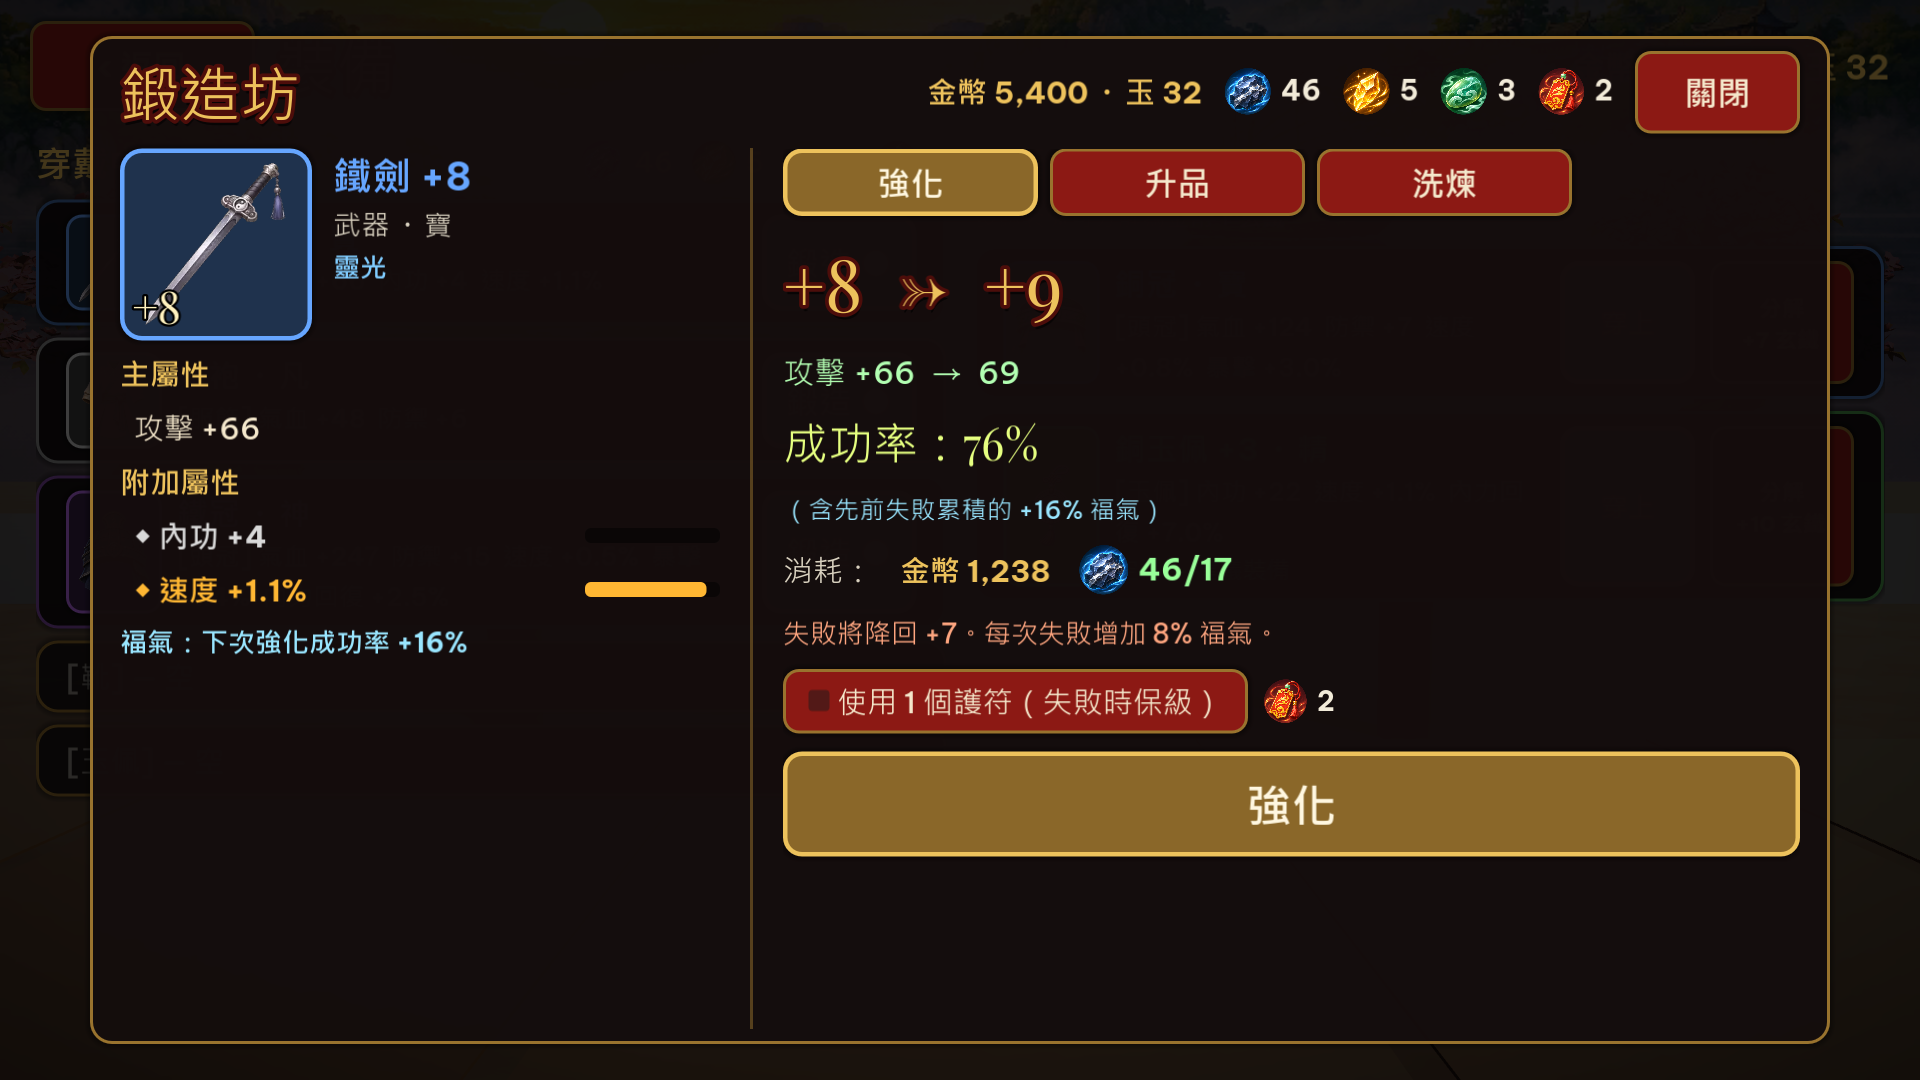 鍛造坊
金幣 5,400 · 玉 32 46 5 3 2
關閉
32
穿戴
鐵劍 +8
武器 · 寶
靈光
+8
主屬性
攻擊 +66
附加屬性
◆ 內功 +4
◆ 速度 +1.1%
福氣：下次強化成功率 +16%
強化 升品 洗煉
+8 → +9
攻擊 +66 → 69
成功率：76%
（含先前失敗累積的 +16% 福氣）
消耗： 金幣 1,238 46/17
失敗將降回 +7。每次失敗增加 8% 福氣。
使用 1 個護符（失敗時保級） 2
強化